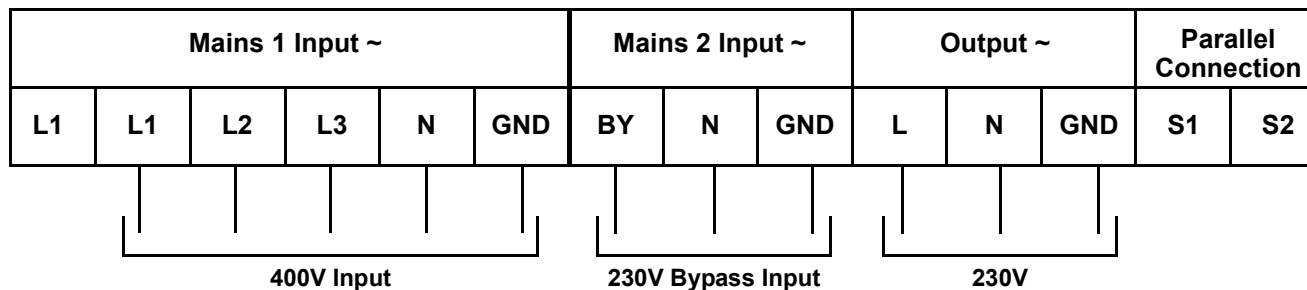 Mains 1 Input ~ Mains 2 Input ~ Output ~ Parallel
Connection
L1 L1 L2 L3 N GND BY N GND L N GND S1 S2
400V Input 230V Bypass Input 230V